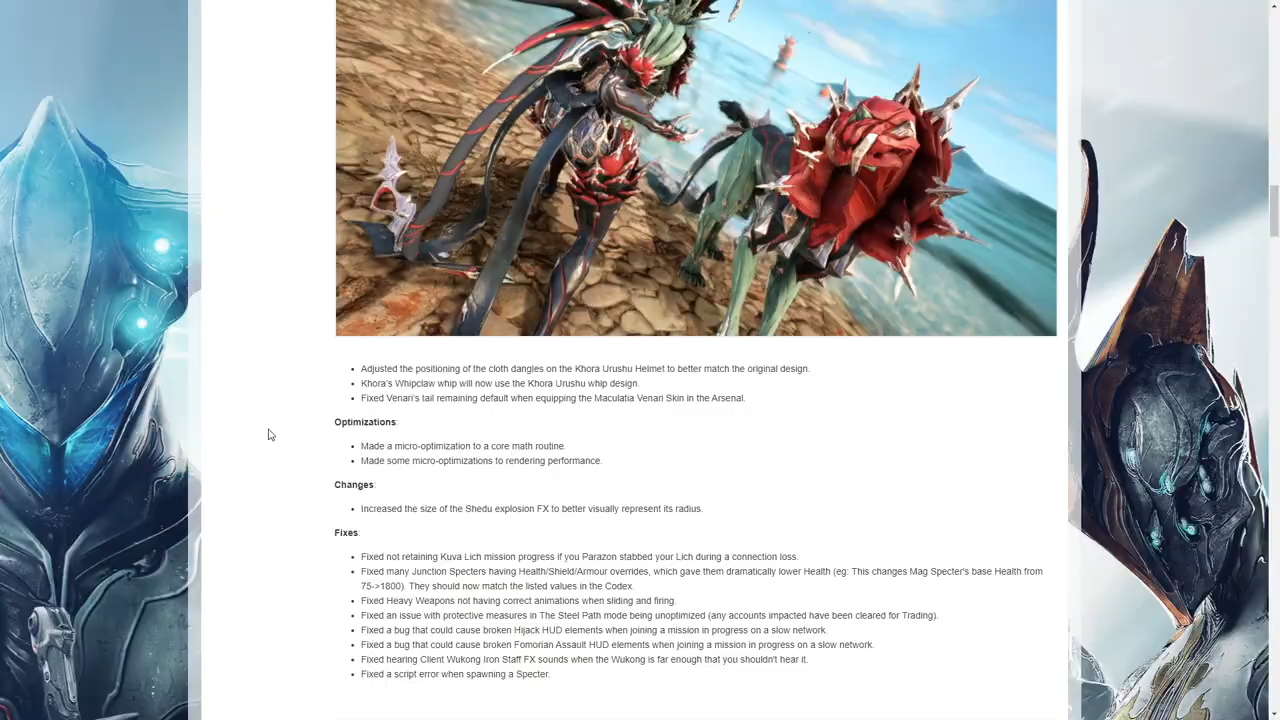 Adjusted the positioning of the cloth dangles on the Khora Urushu Helmet to better match the original design.
Khora's Whipclaw whip will now use the Khora Urushu whip design.
Fixed Venari's tail remaining default when equipping the Maculatia Venari Skin in the Arsenal.
Optimizations:
Made a micro-optimization to a core math routine.
Made some micro-optimizations to rendering performance.
Changes:
Increased the size of the Shedu explosion FX to better visually represent its radius.
Fixes:
Fixed not retaining Kuva Lich mission progress if you Parazon stabbed your Lich during a connection loss.
Fixed many Junction Specters having Health/Shield/Armour overrides, which gave them dramatically lower Health (eg: This changes Mag Specter's base Health from
75->1800). They should now match the listed values in the Codex.
Fixed Heavy Weapons not having correct animations when sliding and firing.
Fixed an issue with protective measures in The Steel Path mode being unoptimized (any accounts impacted have been cleared for Trading).
Fixed a bug that could cause broken Hijack HUD elements when joining a mission in progress on a slow network.
Fixed a bug that could cause broken Fomorian Assault HUD elements when joining a mission in progress on a slow network.
Fixed hearing Client Wukong Iron Staff FX sounds when the Wukong is far enough that you shouldn't hear it.
Fixed a script error when spawning a Specter.